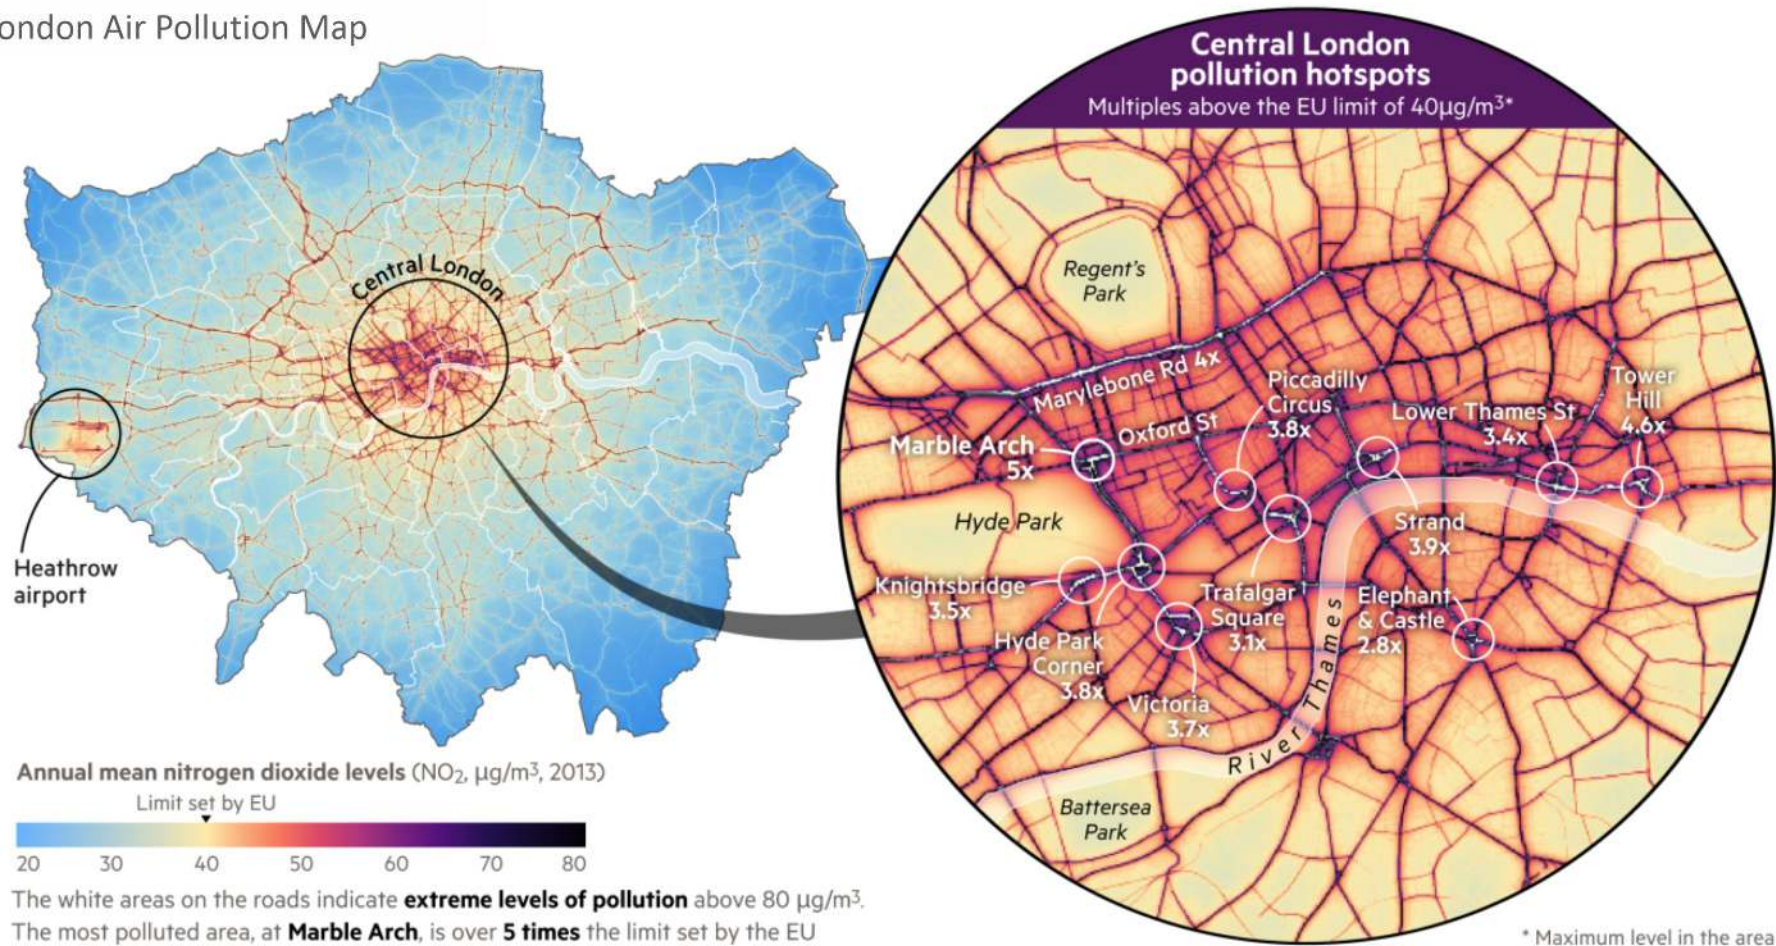 ondon Air Pollution Map
Central London
pollution hotspots
Multiples above the EU limit of 40µg/m³*
Central London
Heathrow
airport
Regent's
Park
Marylebone Rd 4x
Piccadilly
Circus
3.8x
Tower
Hill
4.6x
Lower Thames St
3.4x
Oxford St
Marble Arch
5x
Hyde Park
Strand
3.9x
Knightsbridge
3.5x
Trafalgar
Square
3.1x
Elephant
& Castle
2.8x
Hyde Park
Corner
3.8x
Victoria
3.7x
River Thames
Battersea
Park
Annual mean nitrogen dioxide levels (NO₂, µg/m³, 2013)
Limit set by EU
20 30 40 50 60 70 80
The white areas on the roads indicate extreme levels of pollution above 80 µg/m³.
The most polluted area, at Marble Arch, is over 5 times the limit set by the EU
* Maximum level in the area